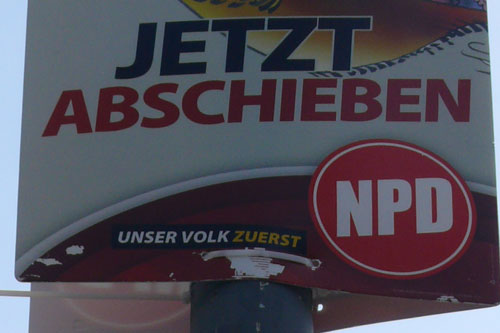 JETZT
ABSCHIEBEN
NPD
UNSER VOLK ZUERST